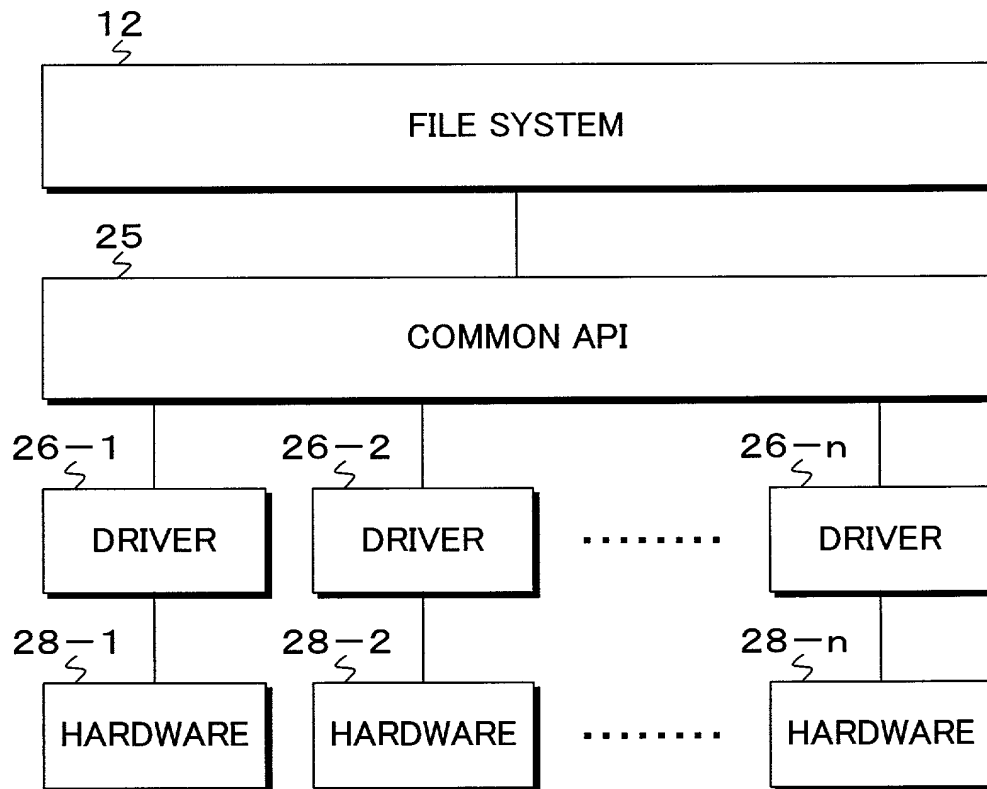 12
FILE SYSTEM
25
COMMON API
26-1 26-2 26-n
DRIVER DRIVER ........ DRIVER
28-1 28-2 28-n
HARDWARE HARDWARE ........ HARDWARE